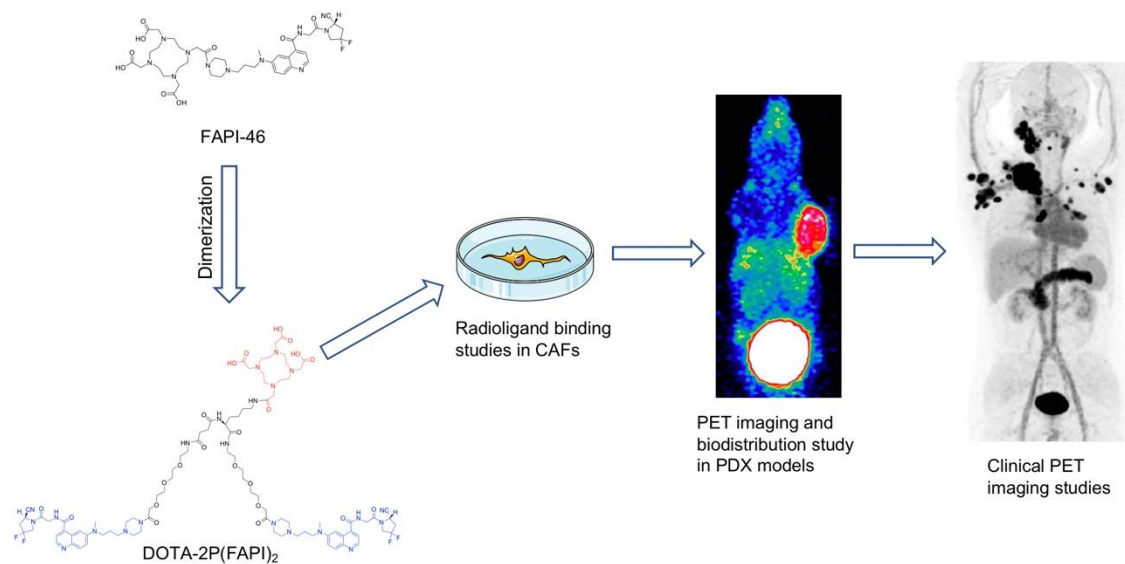 FAPI-46
Dimerization
Radioligand binding
studies in CAFs
PET imaging and
biodistribution study
in PDX models
Clinical PET
imaging studies
DOTA-2P(FAPI)₂